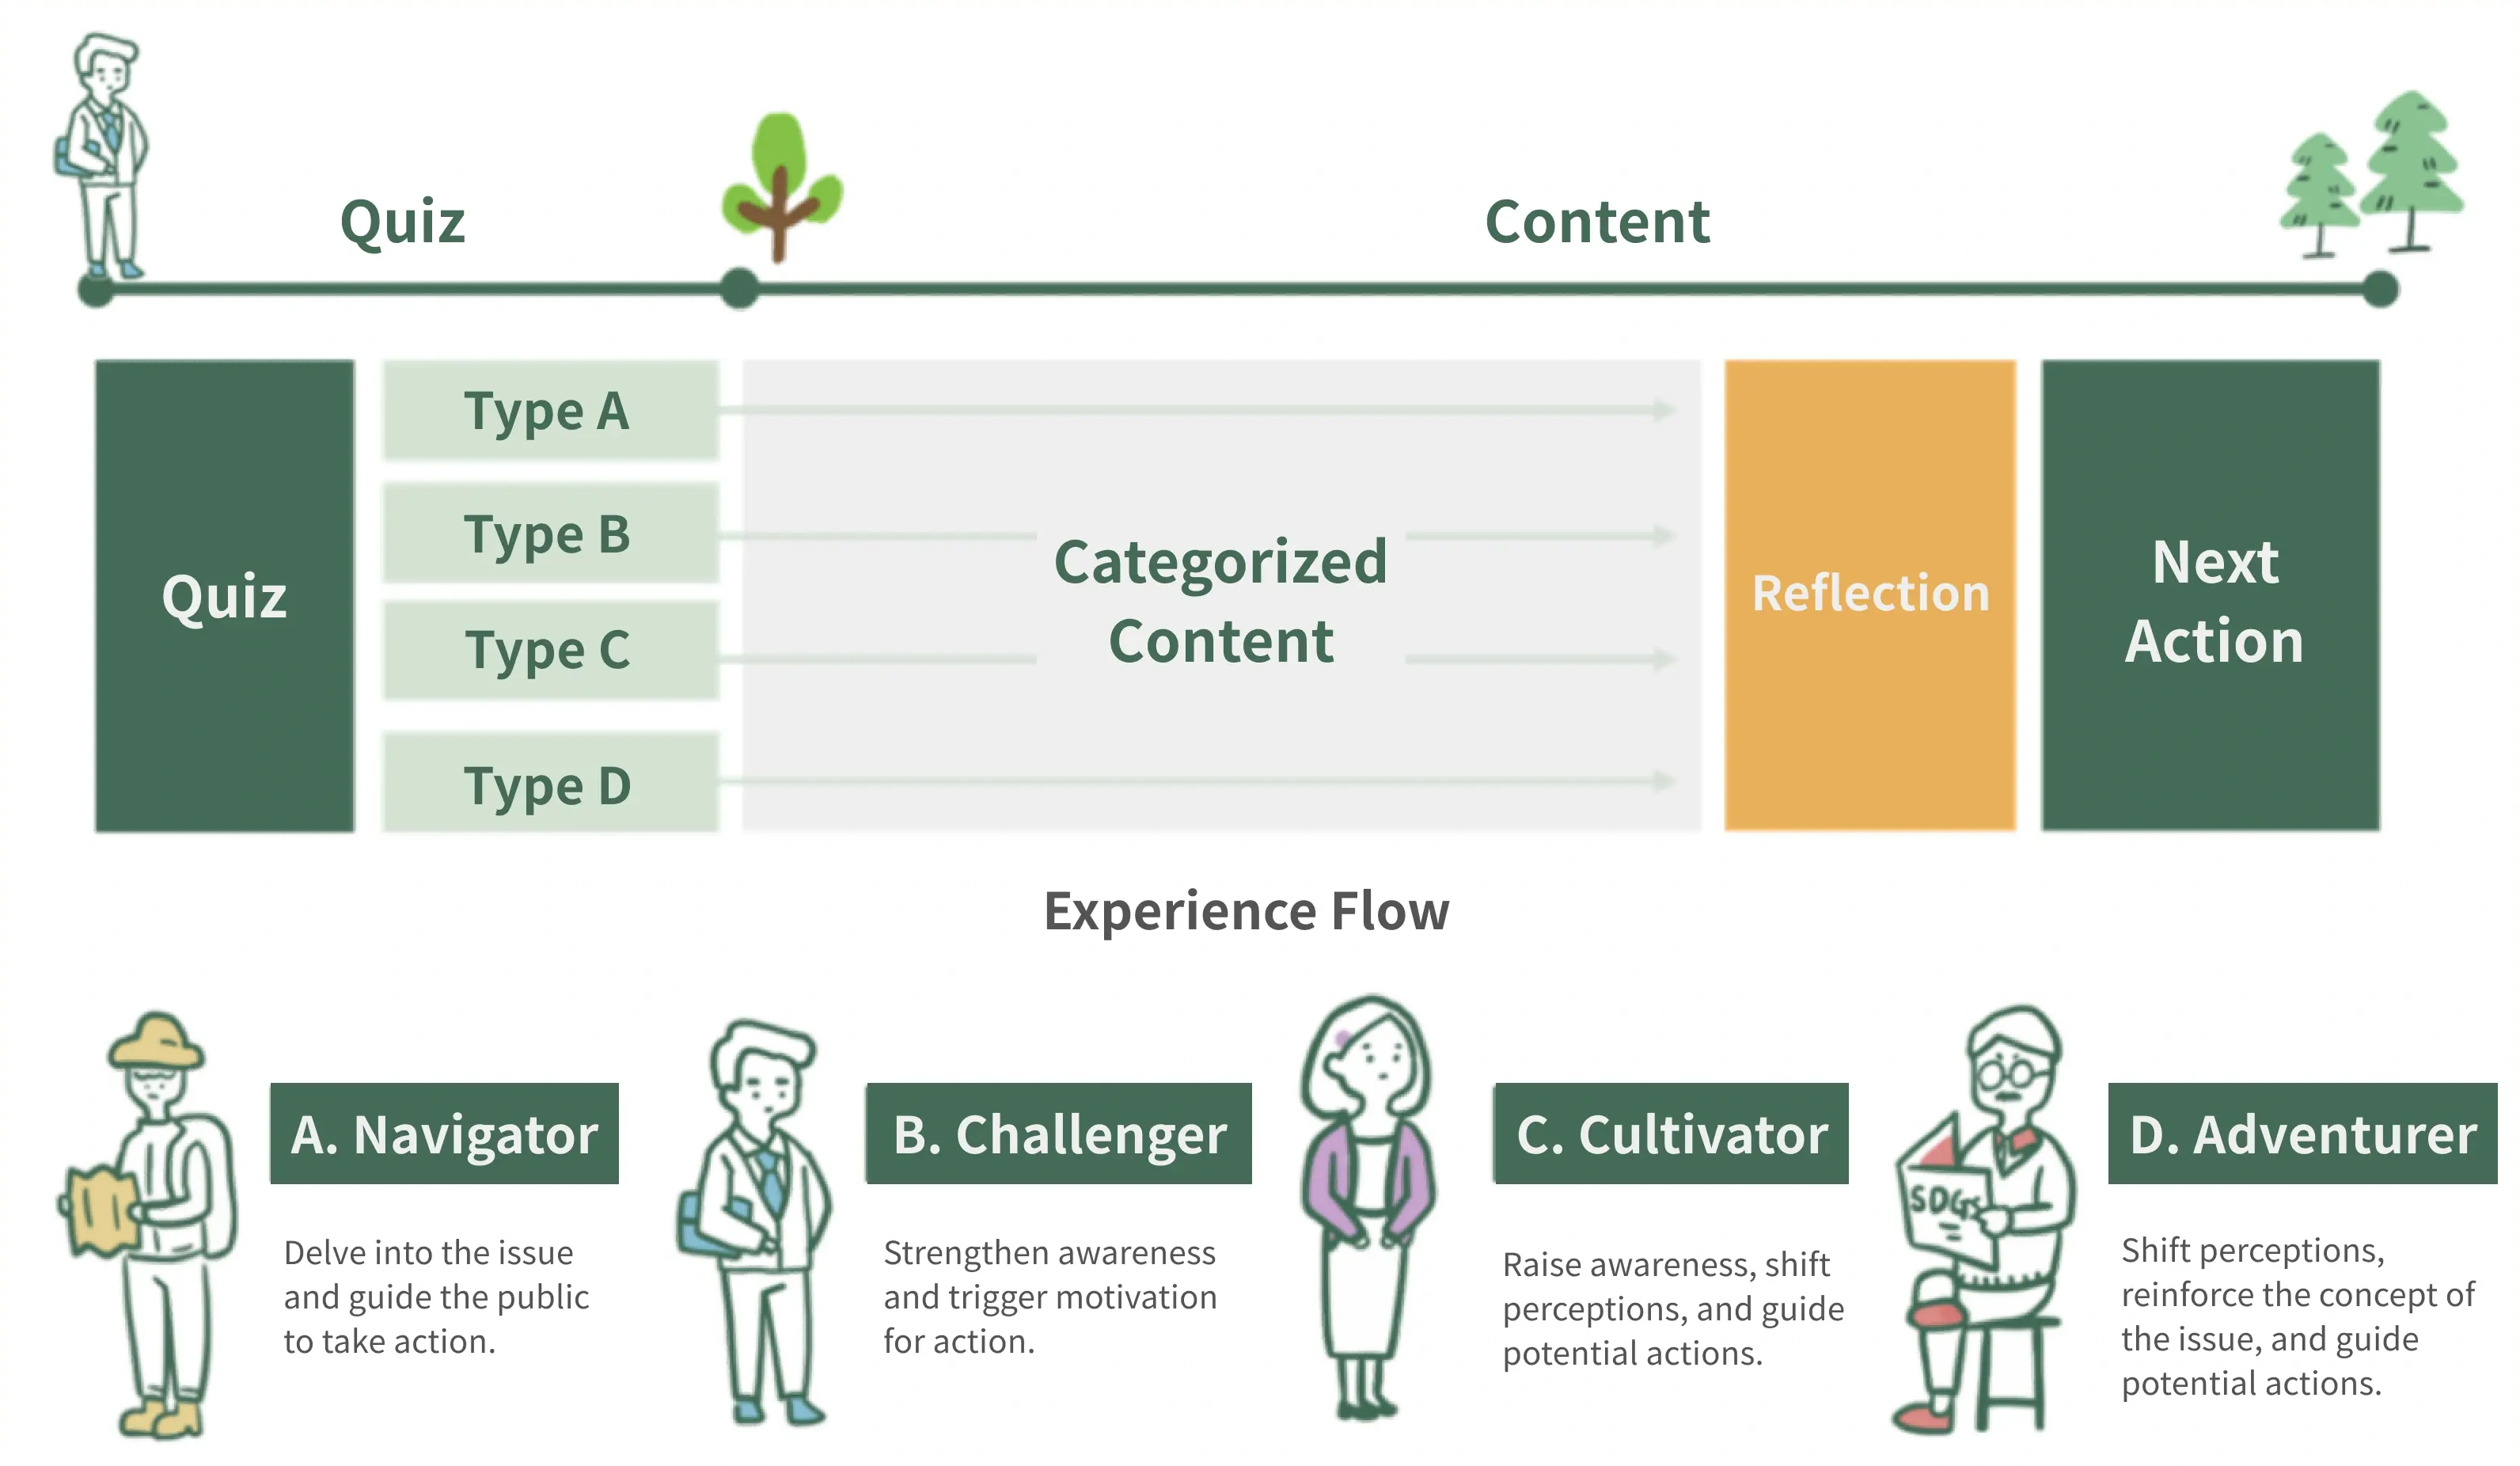 Quiz
Content
Quiz
Type A
Type B
Type C
Type D
Categorized
Content
Reflection
Next
Action
Experience Flow
A. Navigator
Delve into the issue
and guide the public
to take action.
B. Challenger
Strengthen awareness
and trigger motivation
for action.
C. Cultivator
Raise awareness, shift
perceptions, and guide
potential actions.
SDGs
D. Adventurer
Shift perceptions,
reinforce the concept of
the issue, and guide
potential actions.